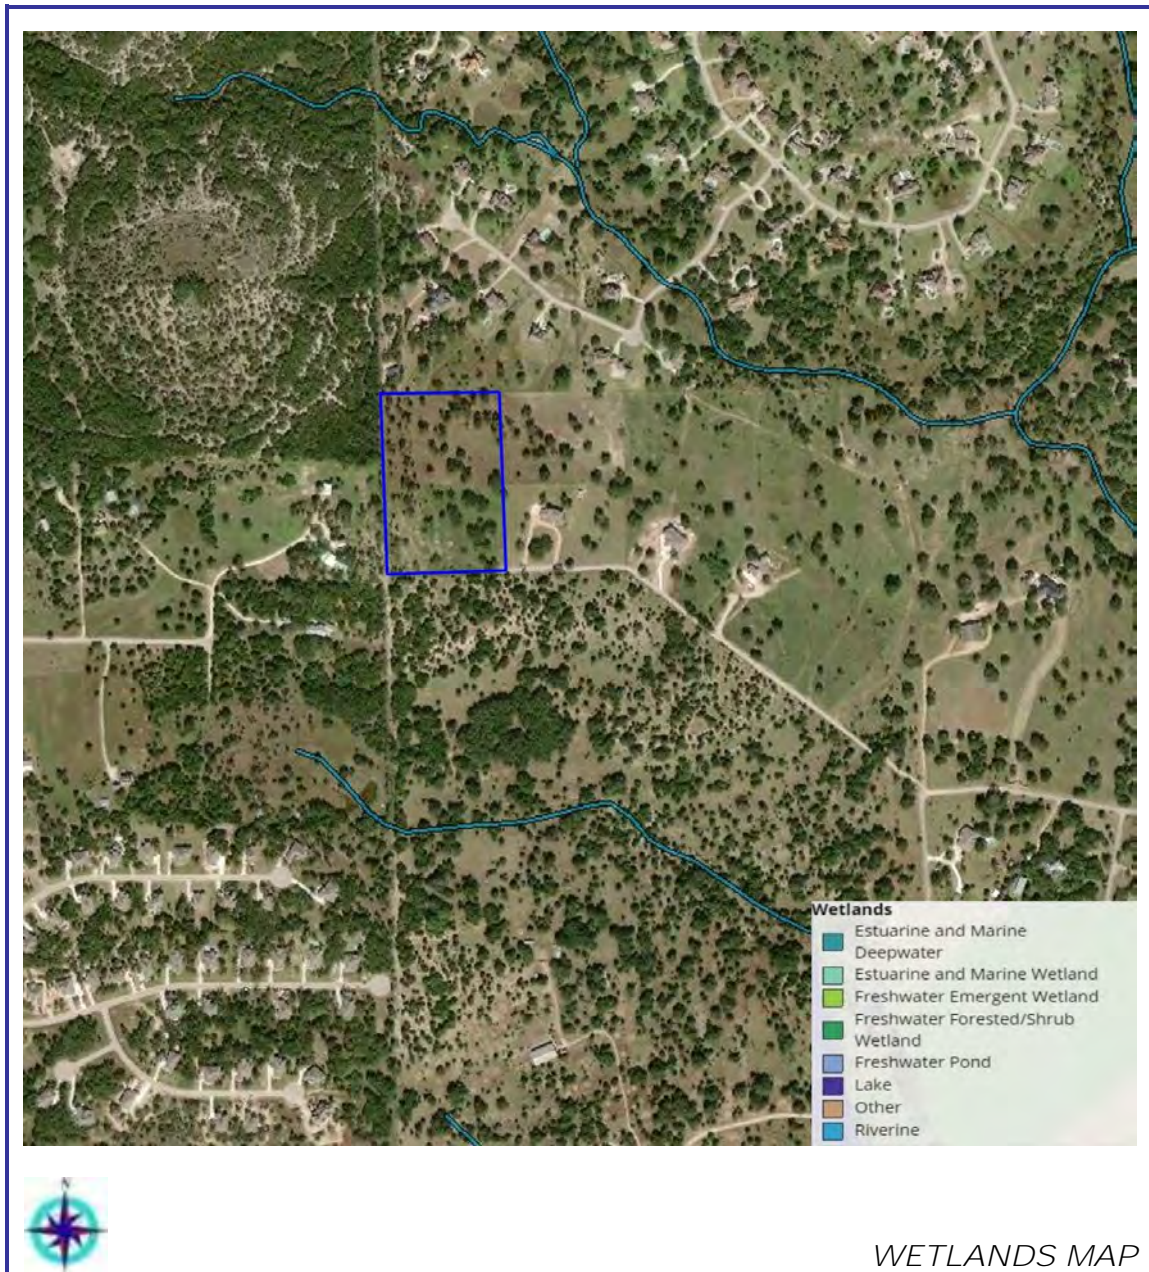 Wetlands
Estuarine and Marine
Deepwater
Estuarine and Marine Wetland
Freshwater Emergent Wetland
Freshwater Forested/Shrub
Wetland
Freshwater Pond
Lake
Other
Riverine
N
WETLANDS MAP